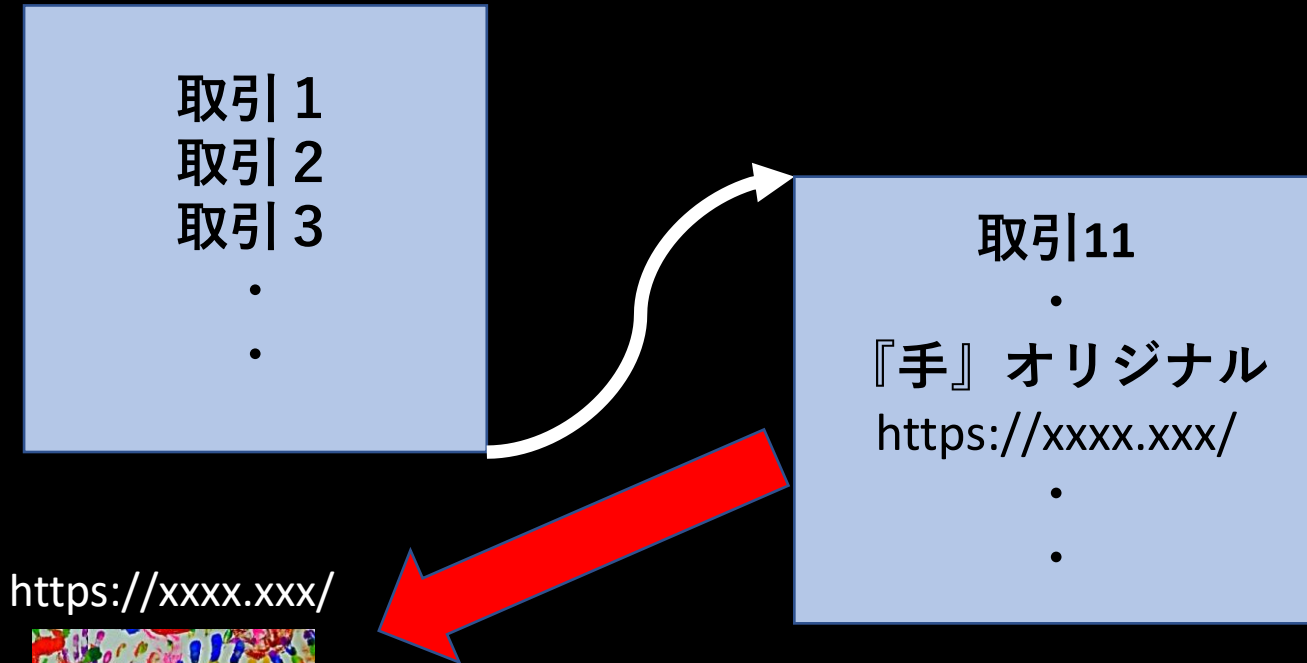 取引１
取引２
取引３
・
・
取引11
・
『手』オリジナル
https://xxxx.xxx/
・
・
https://xxxx.xxx/